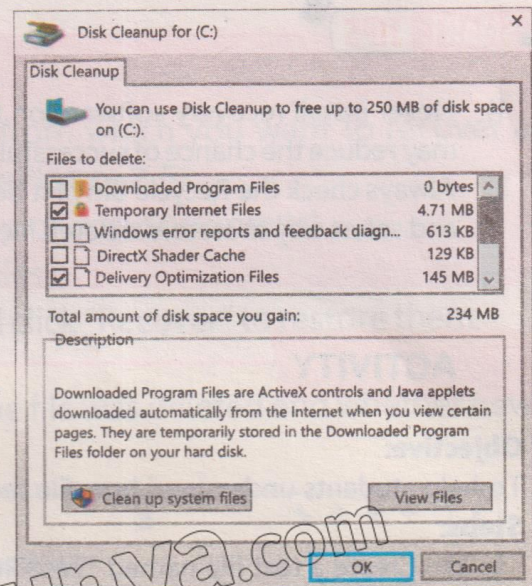 Disk Cleanup for (C:)
Disk Cleanup
You can use Disk Cleanup to free up to 250 MB of disk space
on (C:).
Files to delete:
Downloaded Program Files 0 bytes
Temporary Internet Files 4.71 MB
Windows error reports and feedback diagn... 613 KB
DirectX Shader Cache 129 KB
Delivery Optimization Files 145 MB
Total amount of disk space you gain: 234 MB
Description
Downloaded Program Files are ActiveX controls and Java applets
downloaded automatically from the Internet when you view certain
pages. They are temporarily stored in the Downloaded Program
Files folder on your hard disk.
Clean up system files View Files
OK Cancel
ACTIVITY